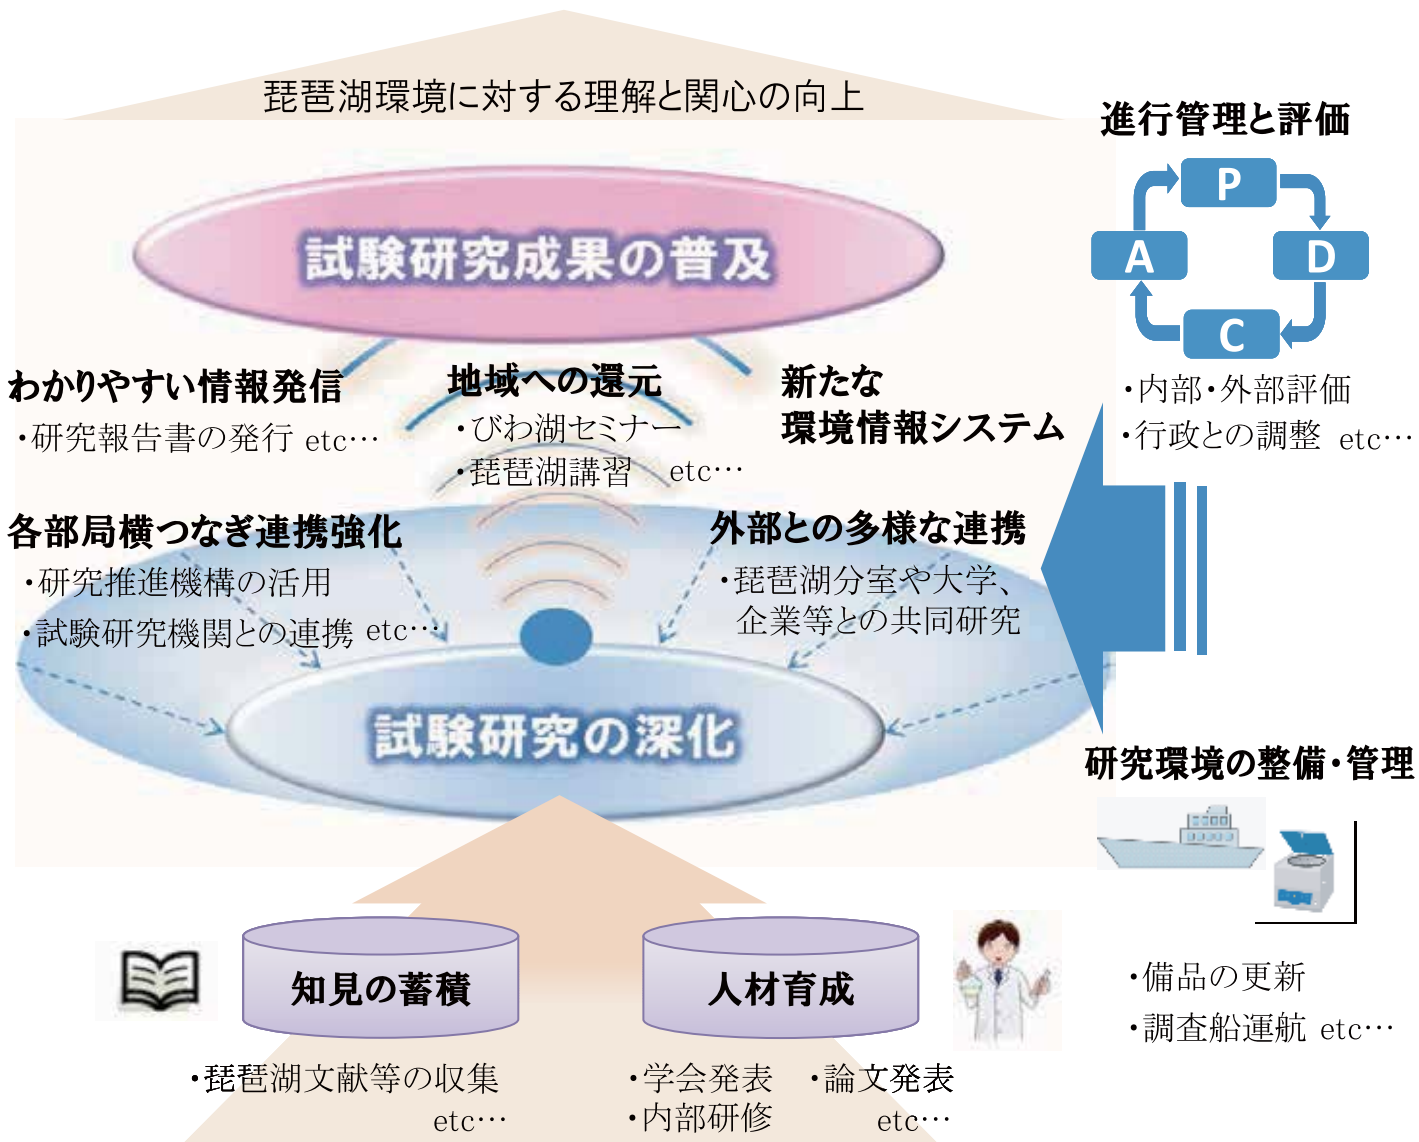 琵琶湖環境に対する理解と関心の向上
試験研究成果の普及
わかりやすい情報発信
・研究報告書の発行 etc…
地域への還元
・びわ湖セミナー
・琵琶湖講習 etc…
新たな
環境情報システム
各部局横つなぎ連携強化
・研究推進機構の活用
・試験研究機関との連携 etc…
外部との多様な連携
・琵琶湖分室や大学、
企業等との共同研究
試験研究の深化
進行管理と評価
P
A
D
C
・内部・外部評価
・行政との調整 etc…
研究環境の整備・管理
・備品の更新
・調査船運航 etc…
知見の蓄積
・琵琶湖文献等の収集
etc…
人材育成
・学会発表 ・論文発表
・内部研修 etc…